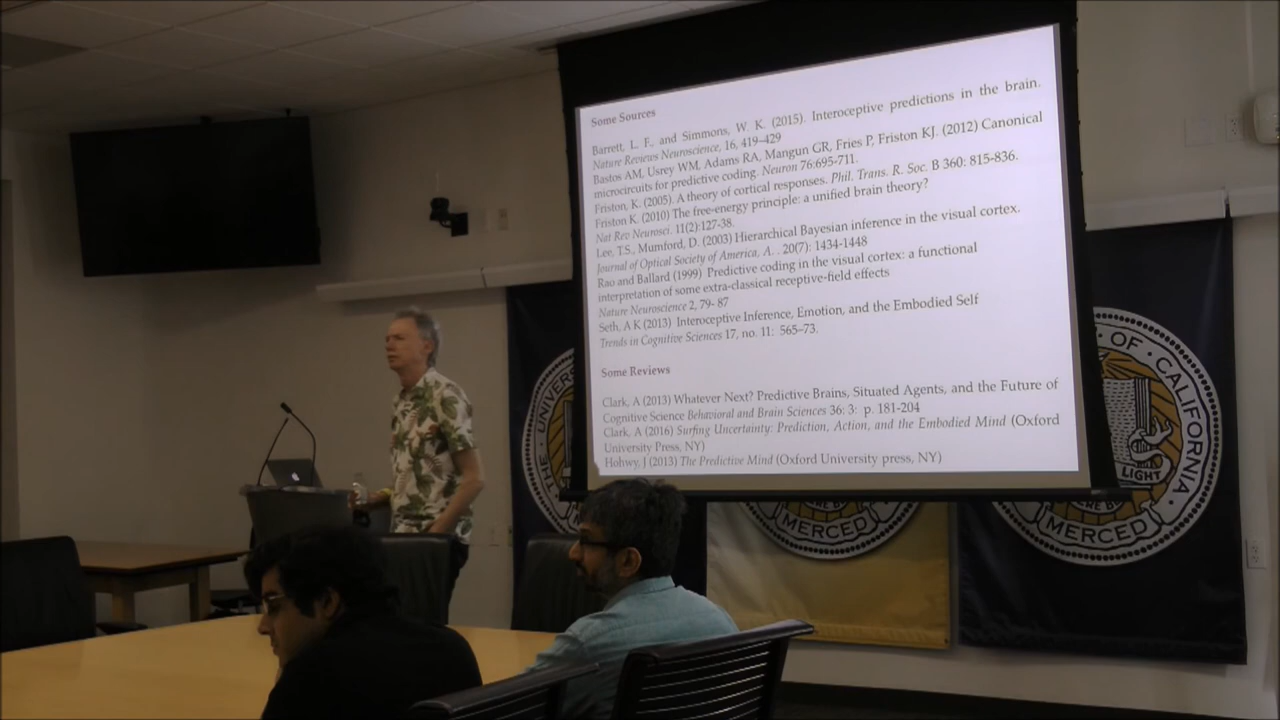 Some Sources
Barrett, L. F., and Simmons, W. K. (2015). Interoceptive predictions in the brain.
Nature Reviews Neuroscience, 16, 419–429
Bastos AM, Usrey WM, Adams RA, Mangun GR, Fries P, Friston KJ. (2012) Canonical
microcircuits for predictive coding. Neuron 76:695-711.
Friston, K. (2005). A theory of cortical responses. Phil. Trans. R. Soc. B 360: 815-836.
Friston K. (2010) The free-energy principle: a unified brain theory?
Nat Rev Neurosci. 11(2):127-38.
Lee, T.S., Mumford, D. (2003) Hierarchical Bayesian inference in the visual cortex.
Journal of Optical Society of America, A. . 20(7): 1434-1448
Rao and Ballard (1999) Predictive coding in the visual cortex: a functional
interpretation of some extra-classical receptive-field effects
Nature Neuroscience 2, 79- 87
Seth, A K (2013) Interoceptive Inference, Emotion, and the Embodied Self
Trends in Cognitive Sciences 17, no. 11: 565–73.
Some Reviews
Clark, A (2013) Whatever Next? Predictive Brains, Situated Agents, and the Future of
Cognitive Science Behavioral and Brain Sciences 36: 3: p. 181-204
Clark, A (2016) Surfing Uncertainty: Prediction, Action, and the Embodied Mind (Oxford
University Press, NY)
Hohwy, J (2013) The Predictive Mind (Oxford University press, NY)
THE UNIVERS
MERCED
OF CALIFORNIA
LIGHT
MERCED